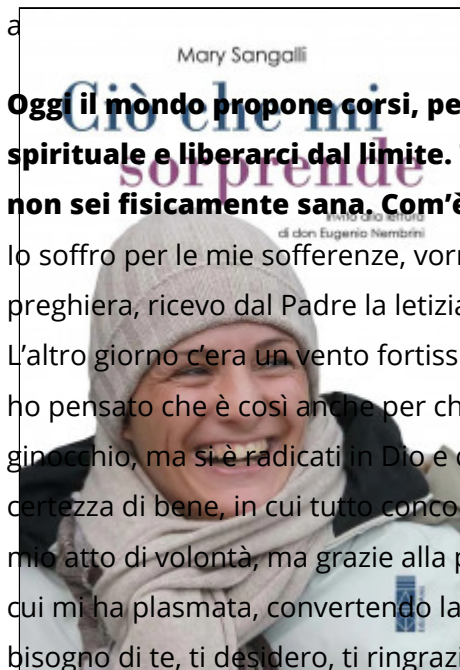 a
Mary Sangalli
Ciò che mi
sorprende
Invito alla lettura
di don Eugenio Nembrini
Oggi il mondo propone corsi, pe
spirituale e liberarci dal limite.
non sei fisicamente sana. Com'è
Io soffro per le mie sofferenze, vorr
preghiera, ricevo dal Padre la letizia
L'altro giorno c'era un vento fortiss
ho pensato che è così anche per ch
ginocchio, ma si è radicati in Dio e
certezza di bene, in cui tutto conco
mio atto di volontà, ma grazie alla p
cui mi ha plasmata, convertendo la
bisogno di te, ti desidero, ti ringrazi